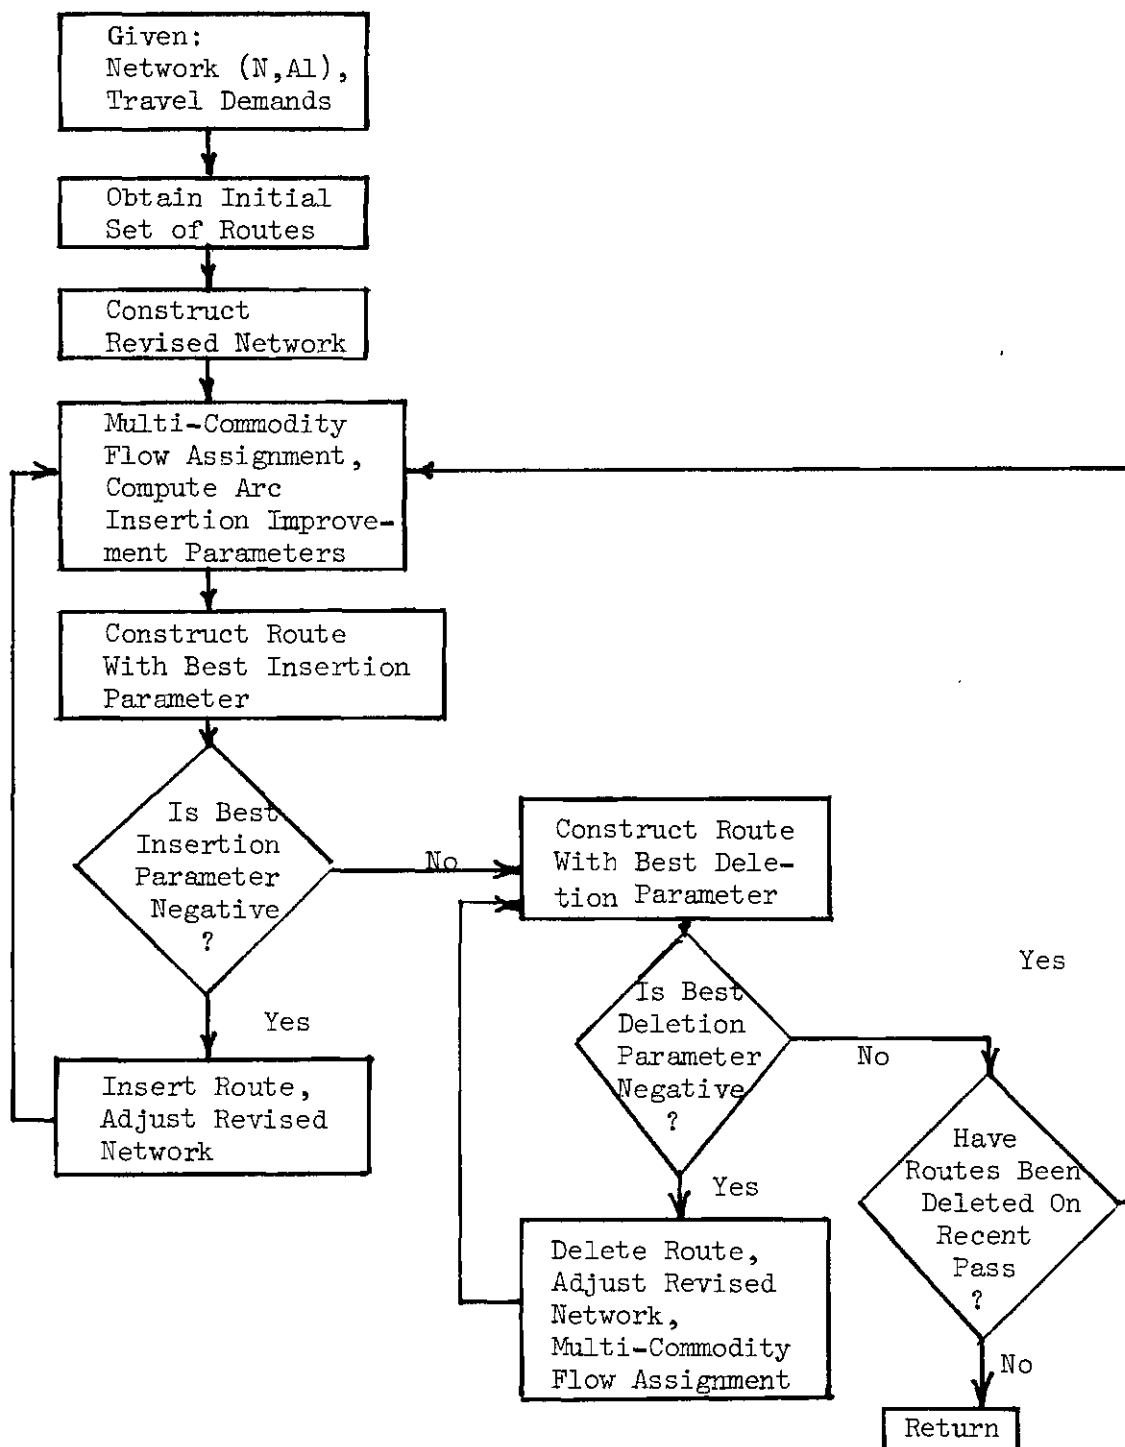 Given:
Network (N,Al),
Travel Demands
Obtain Initial
Set of Routes
Construct
Revised Network
Multi-Commodity
Flow Assignment,
Compute Arc
Insertion Improve-
ment Parameters
Construct Route
With Best Insertion
Parameter
Is Best
Insertion
Parameter
Negative
?
No
Yes
Insert Route,
Adjust Revised
Network
Construct Route
With Best Dele-
tion Parameter
Is Best
Deletion
Parameter
Negative
?
No
Yes
Delete Route,
Adjust Revised
Network,
Multi-Commodity
Flow Assignment
Yes
Have
Routes Been
Deleted On
Recent
Pass
?
No
Return